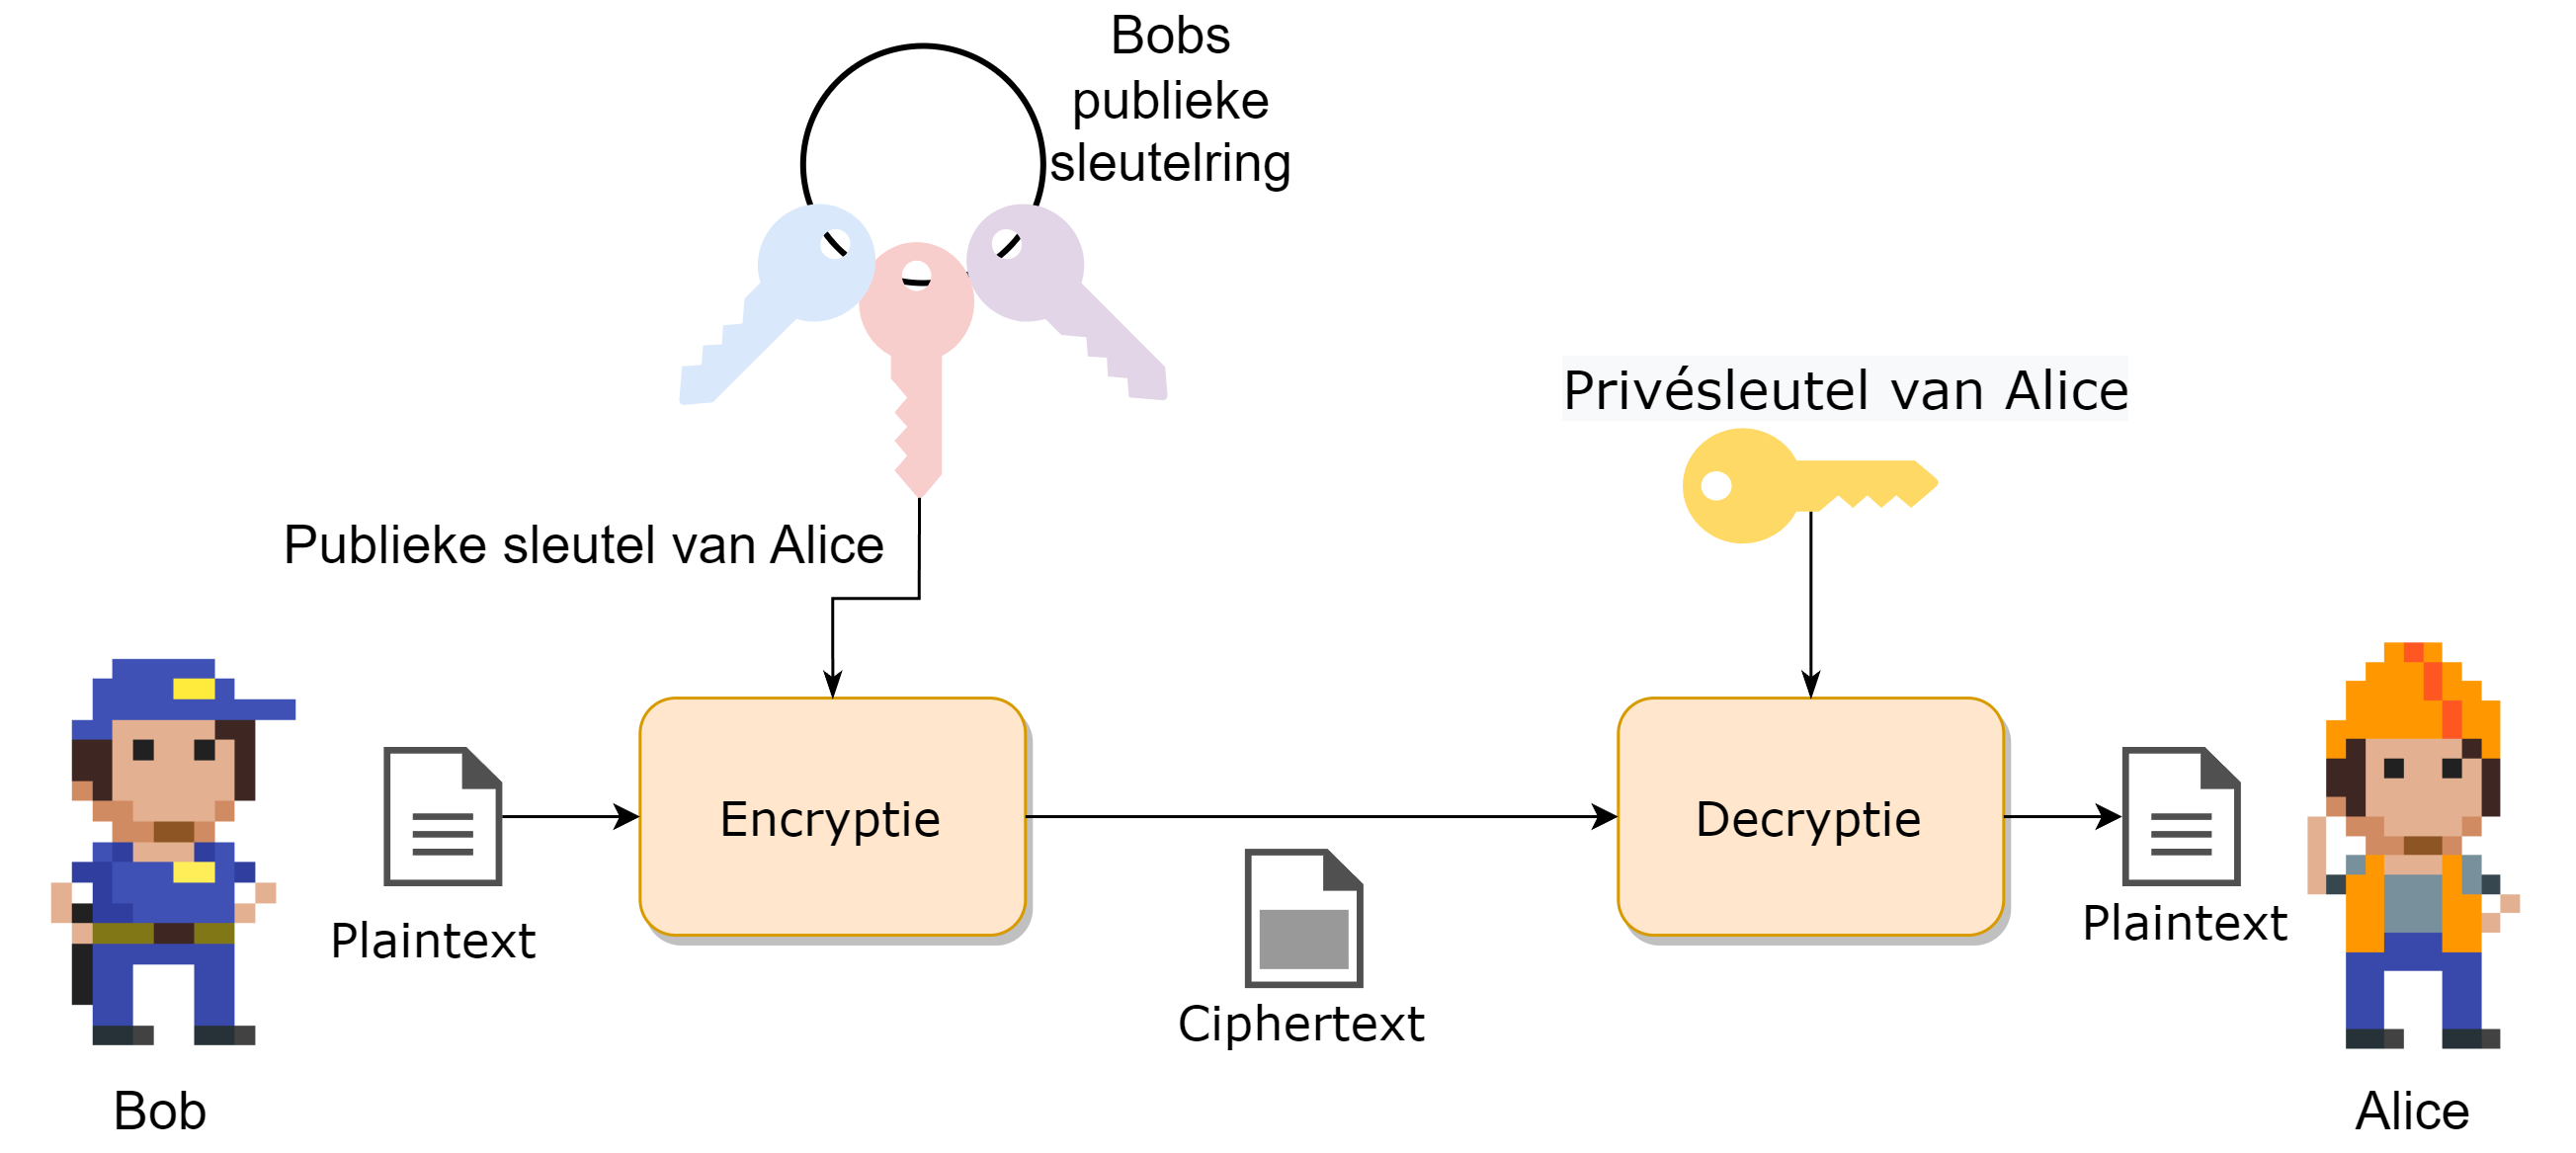 Bobs
publieke
sleutelring
Privésleutel van Alice
Publieke sleutel van Alice
Encryptie
Decryptie
Plaintext
Plaintext
Ciphertext
Bob
Alice